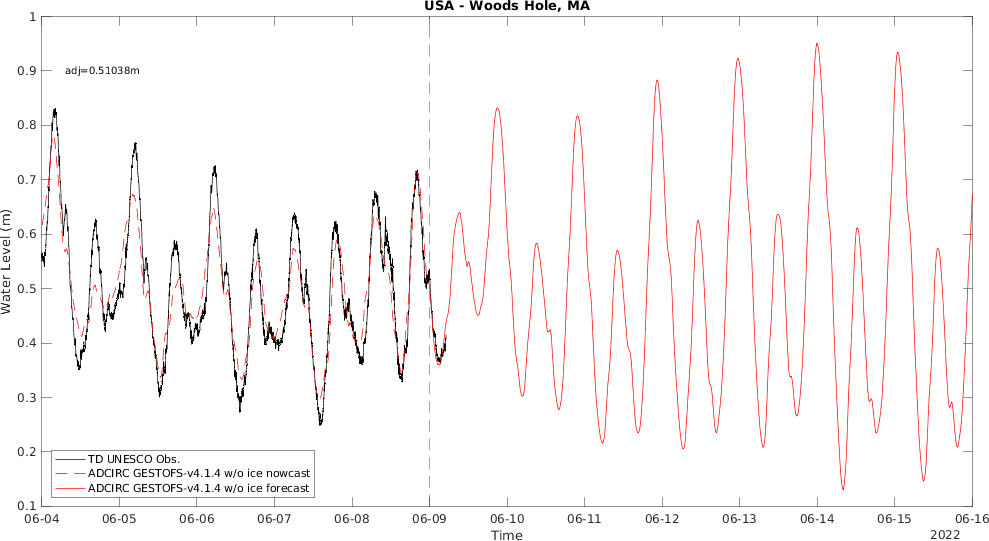 USA - Woods Hole, MA
1
0.9
0.8
0.7
0.6
0.5
0.4
0.3
0.2
0.1
Water Level (m)
adj=0.51038m
TD UNESCO Obs.
ADCIRC GESTOFS-v4.1.4 w/o ice nowcast
ADCIRC GESTOFS-v4.1.4 w/o ice forecast
06-04 06-05 06-06 06-07 06-08 06-09 06-10 06-11 06-12 06-13 06-14 06-15 06-16
Time
2022